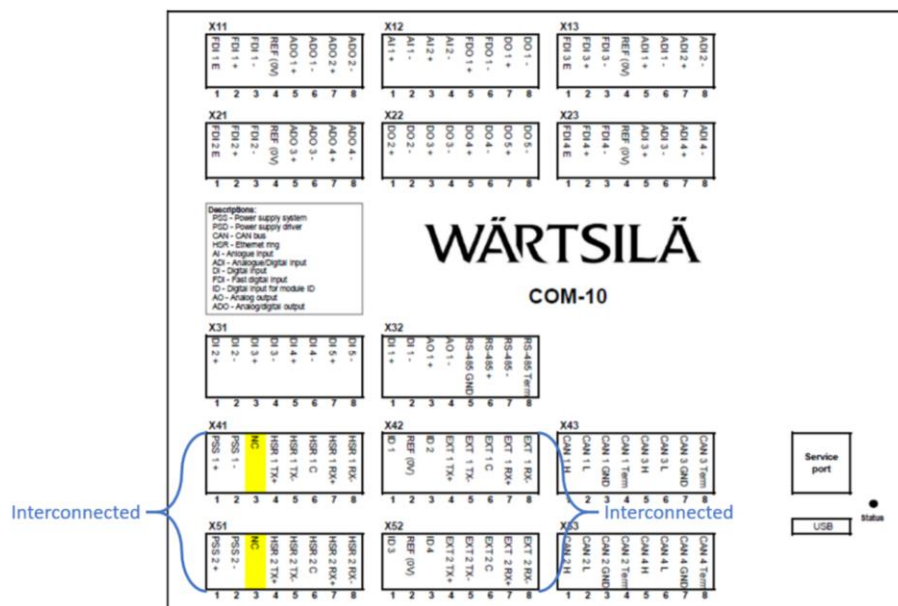 X11 X12 X13
FDI 1 E FDI 1 + FDI 1 - REF (0V) ADO 1 + ADO 1 - ADO 2 + ADO 2 -
1 2 3 4 5 6 7 8
AI 1 + AI 1 - AI 2 + AI 2 - FDO 1 + FDO 1 - DO 1 + DO 1 -
1 2 3 4 5 6 7 8
FDI 3 E FDI 3 + FDI 3 - REF (0V) ADI 1 + ADI 1 - ADI 2 + ADI 2 -
1 2 3 4 5 6 7 8
X21 X22 X23
FDI 2 E FDI 2 + FDI 2 - REF (0V) ADO 3 + ADO 3 - ADO 4 + ADO 4 -
1 2 3 4 5 6 7 8
DO 2 + DO 2 - DO 3 + DO 3 - DO 4 + DO 4 - DO 5 + DO 5 -
1 2 3 4 5 6 7 8
FDI 4 E FDI 4 + FDI 4 - REF (0V) ADI 3 + ADI 3 - ADI 4 + ADI 4 -
1 2 3 4 5 6 7 8
Descriptions:
PSS - Power supply system
PSD - Power supply driver
CAN - CAN bus
HSR - Ethernet ring
AI - Anlogue input
ADI - Analogue/Digital input
DI - Digital input
FDI - Fast digital input
ID - Digital input for module ID
AO - Analog output
ADO - Analog/digital output
WÄRTSILÄ
COM-10
X31 X32
DI 2 + DI 2 - DI 3 + DI 3 - DI 4 + DI 4 - DI 5 + DI 5 -
1 2 3 4 5 6 7 8
DI 1 + DI 1 - AO 1 + AO 1 - RS-485 GND RS-485 + RS-485 - RS-485 Term
1 2 3 4 5 6 7 8
X41 X42 X43
PSS 1 + PSS 1 - NC HSR 1 TX+ HSR 1 TX- HSR 1 C HSR 1 RX+ HSR 1 RX-
1 2 3 4 5 6 7 8
ID 1 REF (0V) ID 2 EXT 1 TX+ EXT 1 TX- EXT 1 C EXT 1 RX+ EXT 1 RX-
1 2 3 4 5 6 7 8
CAN 1 H CAN 1 L CAN 1 GND CAN 1 Term CAN 3 H CAN 3 L CAN 3 GND CAN 3 Term
1 2 3 4 5 6 7 8
Service
port
Interconnected Interconnected
Status
USB
X51 X52 X53
PSS 2 + PSS 2 - NC HSR 2 TX+ HSR 2 TX- HSR 2 C HSR 2 RX+ HSR 2 RX-
1 2 3 4 5 6 7 8
ID 3 REF (0V) ID 4 EXT 2 TX+ EXT 2 TX- EXT 2 C EXT 2 RX+ EXT 2 RX-
1 2 3 4 5 6 7 8
CAN 2 H CAN 2 L CAN 2 GND CAN 2 Term CAN 4 H CAN 4 L CAN 4 GND CAN 4 Term
1 2 3 4 5 6 7 8